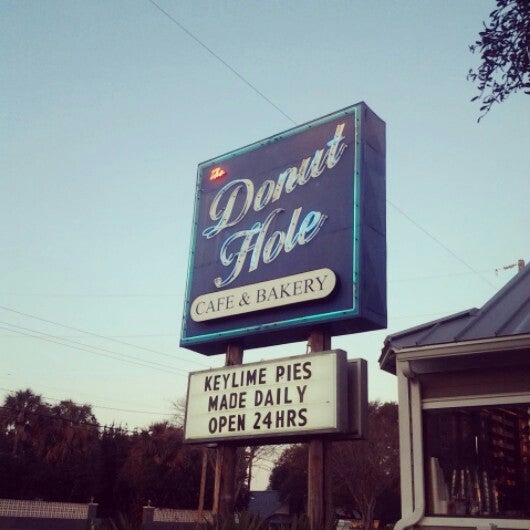 The
Donut
Hole
CAFE & BAKERY
KEYLIME PIES
MADE DAILY
OPEN 24HRS